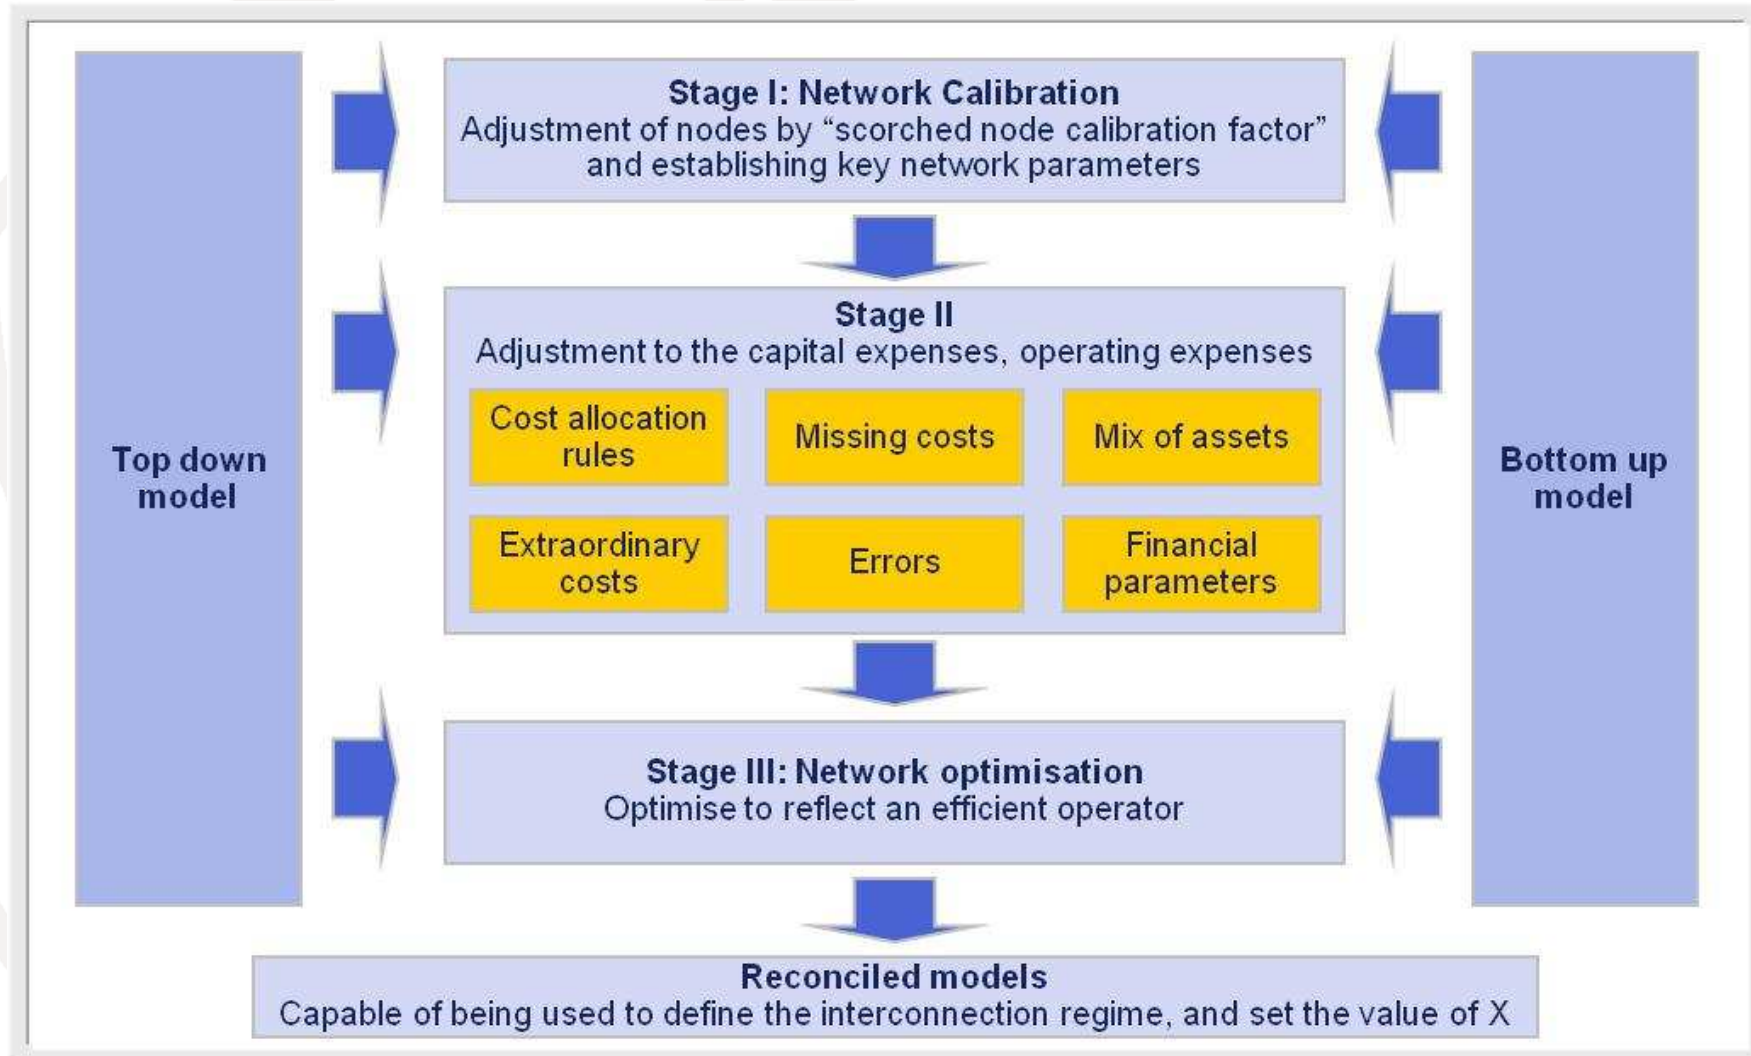 Stage I: Network Calibration
Adjustment of nodes by “scorched node calibration factor”
and establishing key network parameters
Stage II
Adjustment to the capital expenses, operating expenses
Cost allocation
rules
Missing costs
Mix of assets
Extraordinary
costs
Errors
Financial
parameters
Top down
model
Bottom up
model
Stage III: Network optimisation
Optimise to reflect an efficient operator
Reconciled models
Capable of being used to define the interconnection regime, and set the value of X